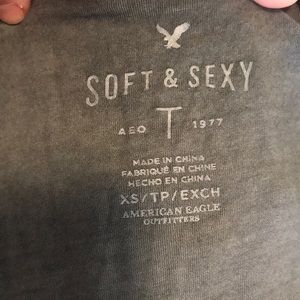 SOFT & SEXY
AEO T 1977
MADE IN CHINA
FABRIQUÉ EN CHINE
HECHO EN CHINA
XS/TP/EXCH
AMERICAN EAGLE
OUTFITTERS